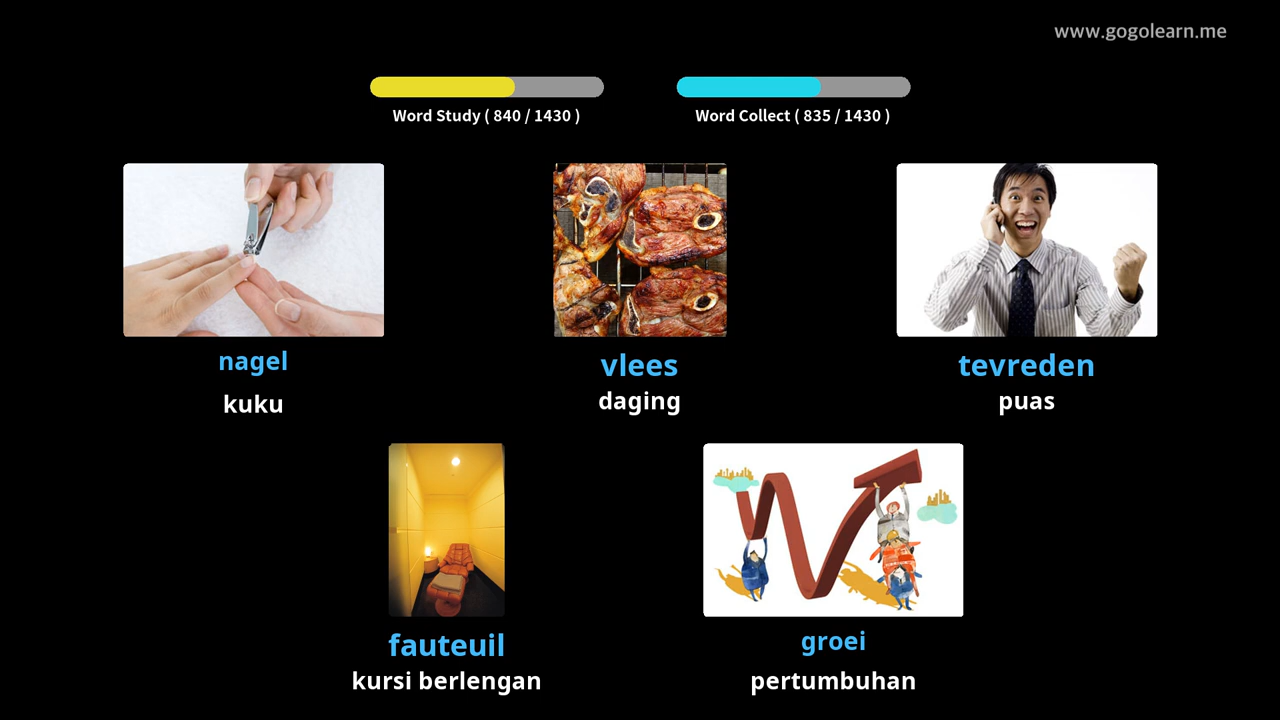 www.gogolearn.me
Word Study ( 840 / 1430 )
Word Collect ( 835 / 1430 )
nagel
kuku
vlees
daging
tevreden
puas
fauteuil
kursi berlengan
groei
pertumbuhan